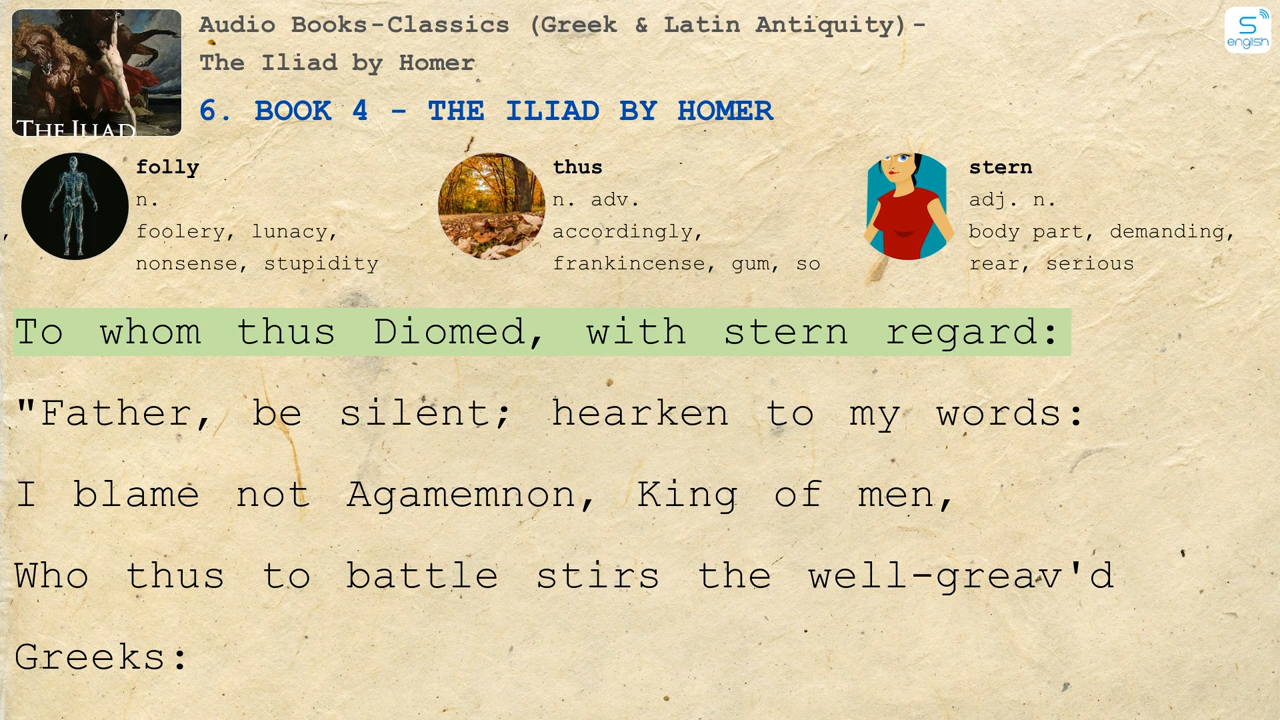 Audio Books-Classics (Greek & Latin Antiquity)-
The Iliad by Homer
6. BOOK 4 - THE ILIAD BY HOMER
THE ILIAD
S
english
folly
n.
foolery, lunacy,
nonsense, stupidity
thus
n. adv.
accordingly,
frankincense, gum, so
stern
adj. n.
body part, demanding,
rear, serious
To whom thus Diomed, with stern regard:
"Father, be silent; hearken to my words:
I blame not Agamemnon, King of men,
Who thus to battle stirs the well-greav'd
Greeks: